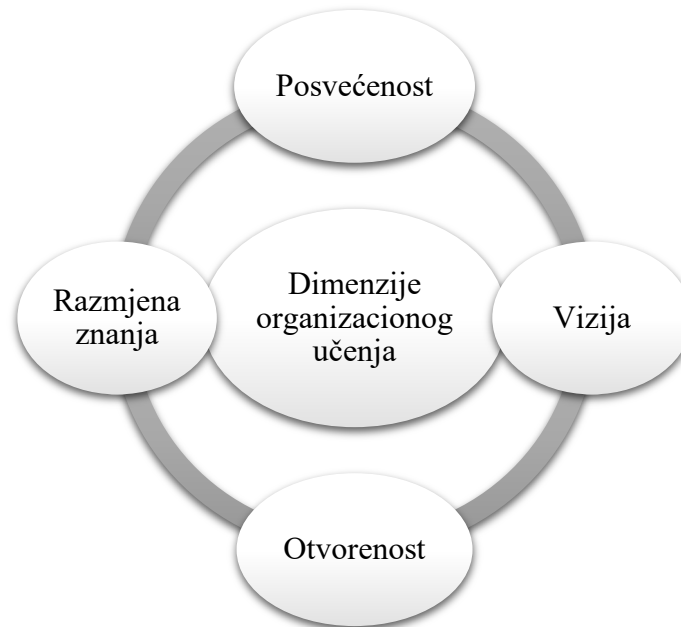 Posvećenost
Razmjena
znanja
Dimenzije
organizacionog
učenja
Vizija
Otvorenost